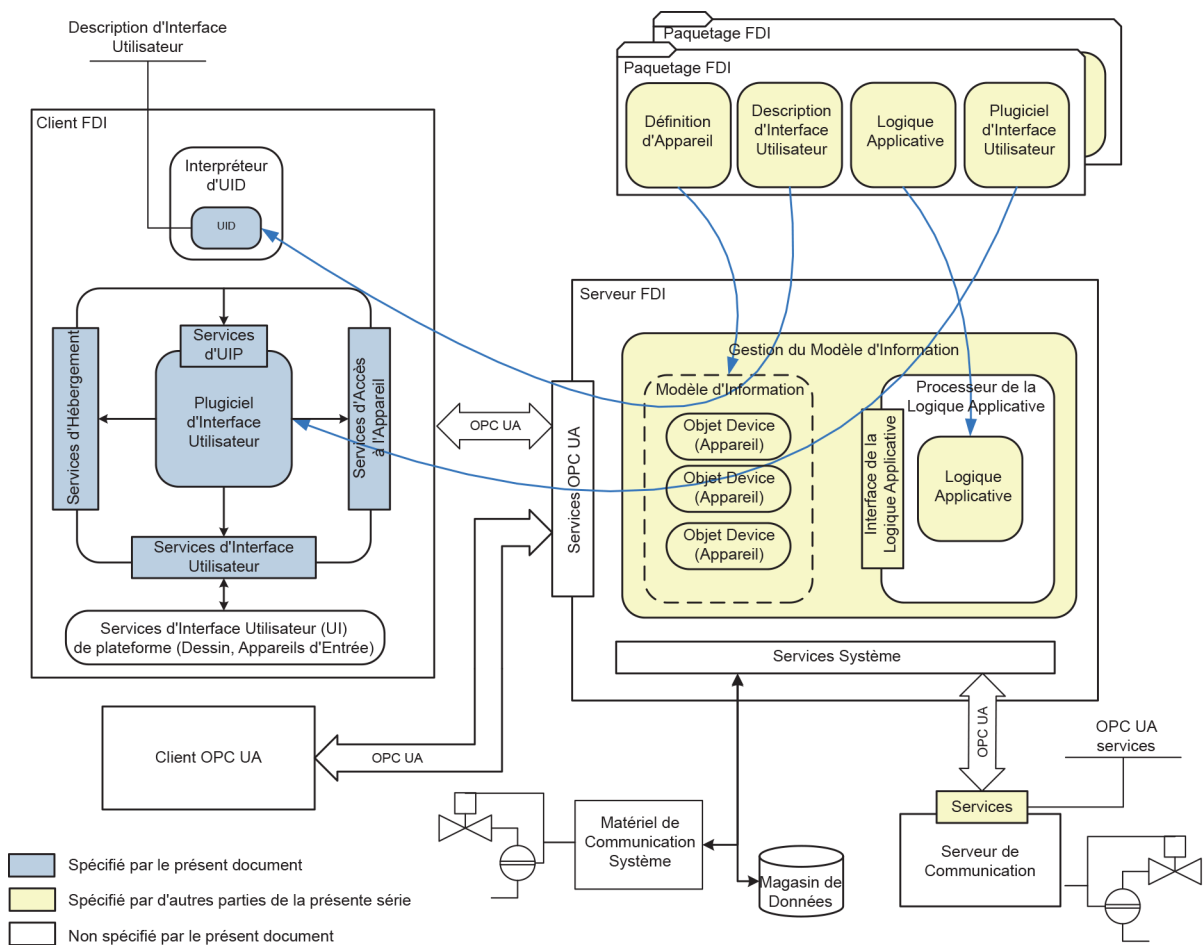 Description d'Interface
Utilisateur
Paquetage FDI
Paquetage FDI
Définition
d'Appareil
Description
d'Interface
Utilisateur
Logique
Applicative
Plugiciel
d'Interface
Utilisateur
Client FDI
Interpréteur
d'UID
UID
Services
d'UIP
Services d'Hébergement
Plugiciel
d'Interface
Utilisateur
Services d'Accès
à l'Appareil
Services d'Interface
Utilisateur
Services d'Interface Utilisateur (UI)
de plateforme (Dessin, Appareils d'Entrée)
OPC UA
Serveur FDI
Services OPC UA
Gestion du Modèle d'Information
Modèle d'Information
Objet Device
(Appareil)
Objet Device
(Appareil)
Objet Device
(Appareil)
Processeur de la
Logique Applicative
Interface de la
Logique Applicative
Logique
Applicative
Services Système
Client OPC UA
OPC UA
OPC UA
OPC UA
services
Services
Serveur de
Communication
Matériel de
Communication
Système
Magasin de
Données
Spécifié par le présent document
Spécifié par d'autres parties de la présente série
Non spécifié par le présent document